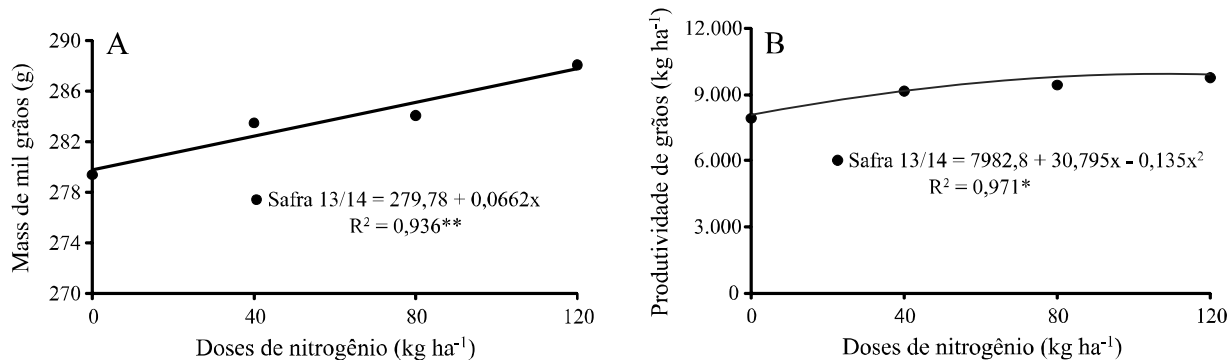 A
Mass de mil grãos (g)
290
286
282
278
274
270
Safra 13/14 = 279,78 + 0,0662x
R² = 0,936**
0
40
80
120
Doses de nitrogênio (kg ha⁻¹)
B
Produtividade de grãos (kg ha⁻¹)
12.000
9.000
6.000
3.000
0
Safra 13/14 = 7982,8 + 30,795x - 0,135x²
R² = 0,971*
0
40
80
120
Doses de nitrogênio (kg ha⁻¹)